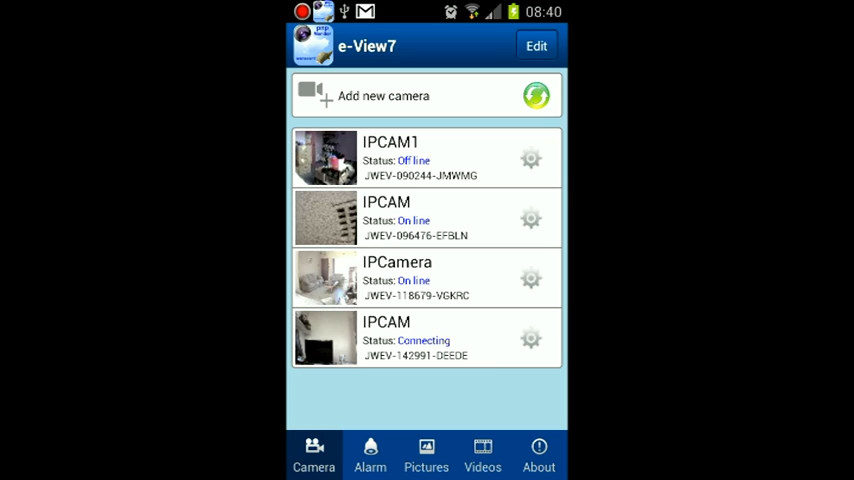 08:40
e-View7
Edit
Add new camera
IPCAM1
Status: Off line
JWEV-090244-JMWMG
IPCAM
Status: On line
JWEV-096476-EFBLN
IPCamera
Status: On line
JWEV-118679-VGKRC
IPCAM
Status: Connecting
JWEV-142991-DEEDE
Camera
Alarm
Pictures
Videos
About